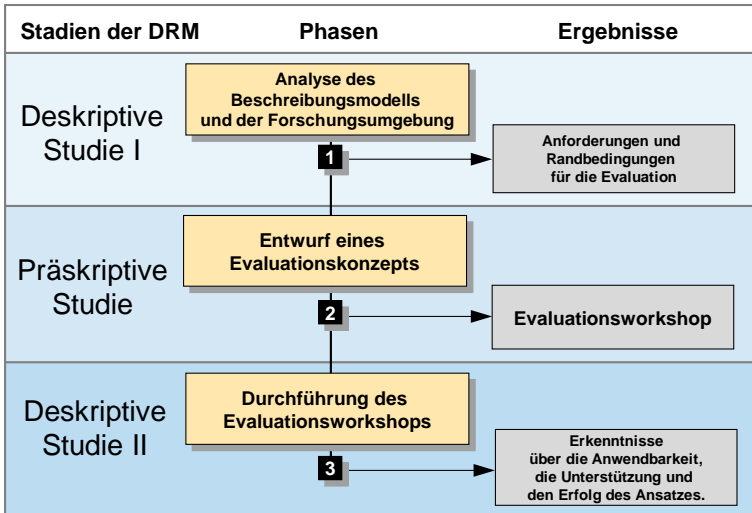 Stadien der DRM
Phasen
Ergebnisse
Deskriptive
Studie I
Analyse des
Beschreibungsmodells
und der Forschungsumgebung
1
Anforderungen und
Randbedingungen
für die Evaluation
Präskriptive
Studie
Entwurf eines
Evaluationskonzepts
2
Evaluationsworkshop
Deskriptive
Studie II
Durchführung des
Evaluationsworkshops
3
Erkenntnisse
über die Anwendbarkeit,
die Unterstützung und
den Erfolg des Ansatzes.